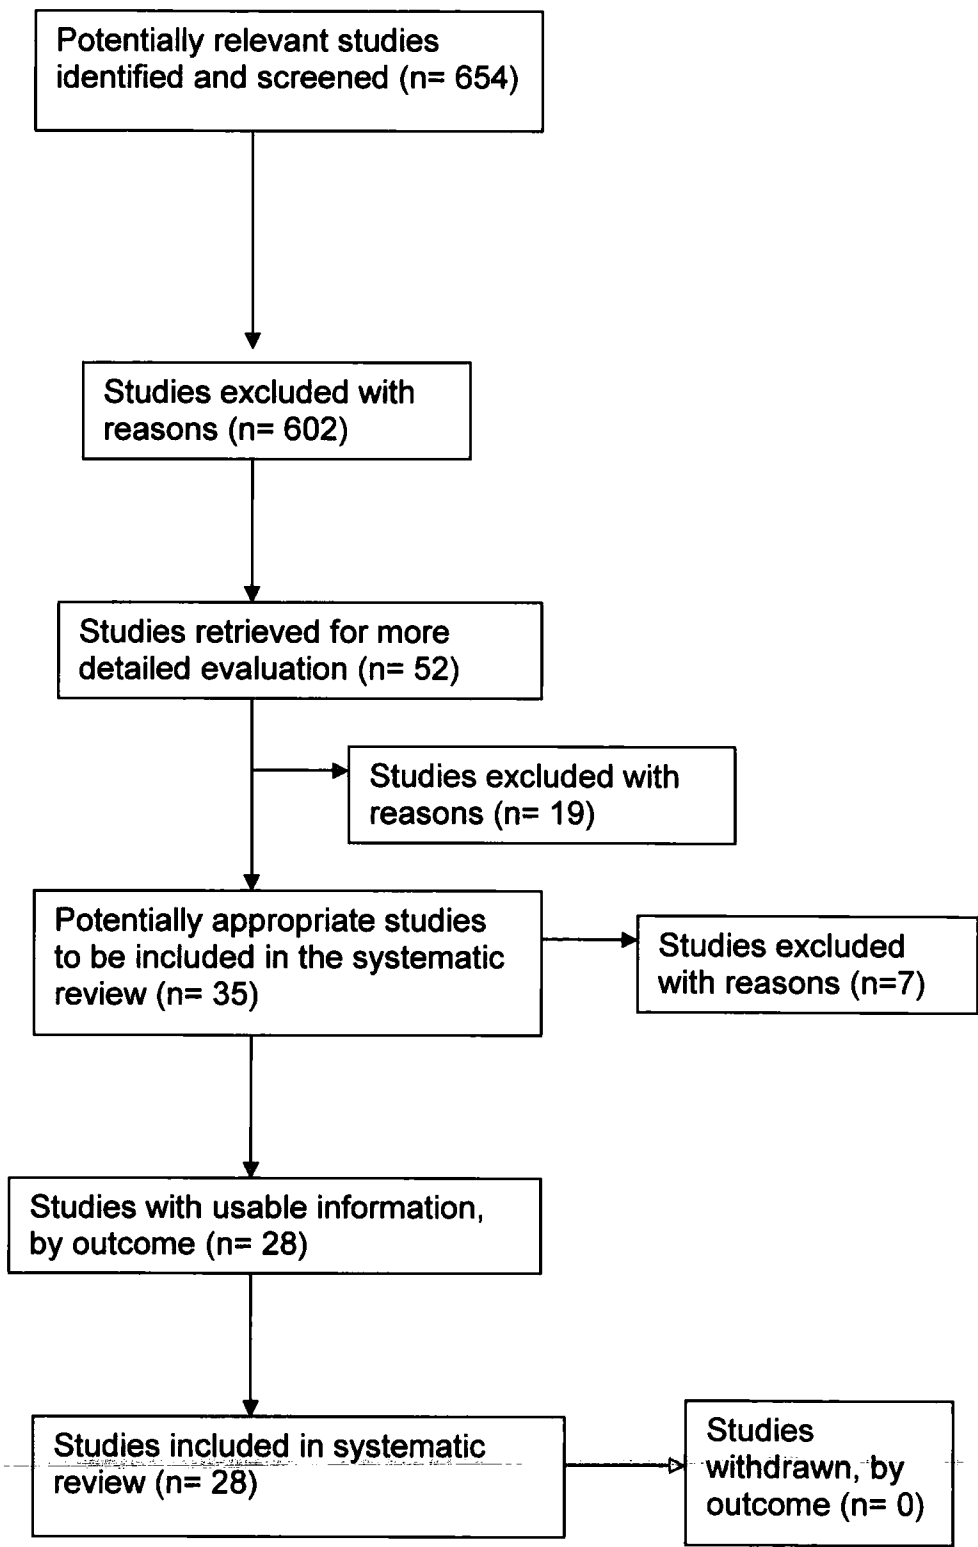 Potentially relevant studies
identified and screened (n= 654)
Studies excluded with
reasons (n= 602)
Studies retrieved for more
detailed evaluation (n= 52)
Studies excluded with
reasons (n= 19)
Potentially appropriate studies
to be included in the systematic
review (n= 35)
Studies excluded
with reasons (n=7)
Studies with usable information,
by outcome (n= 28)
Studies included in systematic
review (n= 28)
Studies
withdrawn, by
outcome (n= 0)